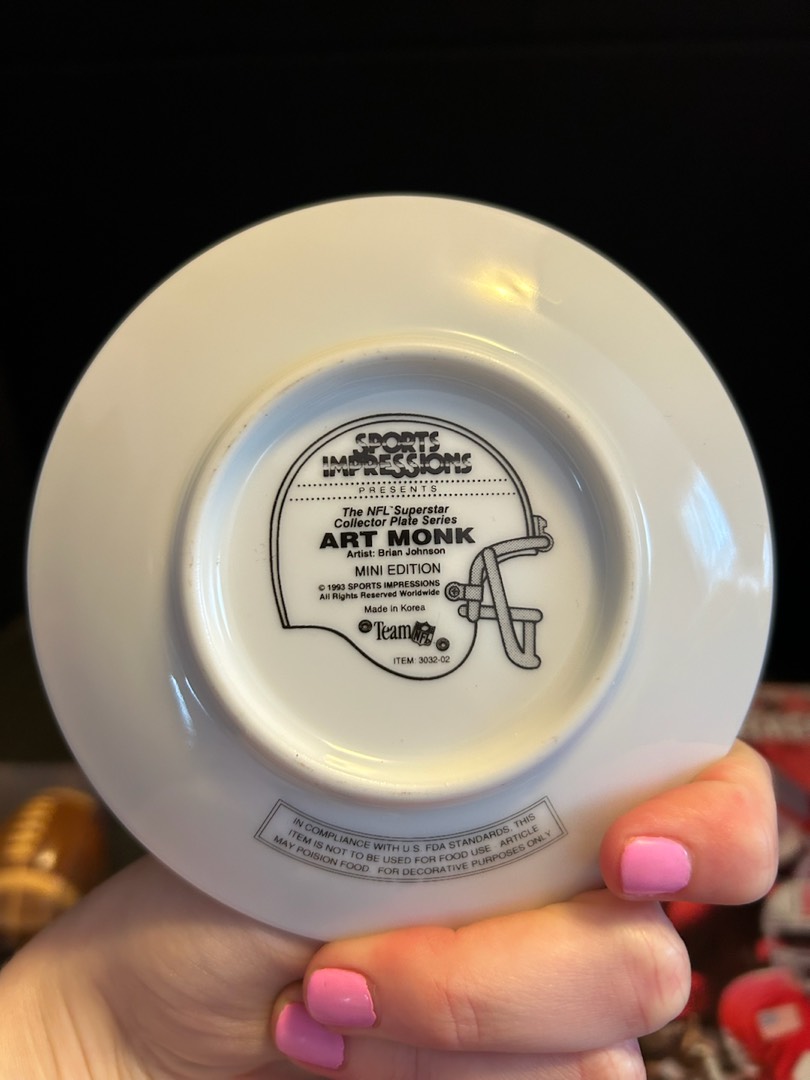 SPORTS
IMPRESSIONS
PRESENTS
The NFL Superstar
Collector Plate Series
ART MONK
Artist: Brian Johnson
MINI EDITION
© 1993 SPORTS IMPRESSIONS
All Rights Reserved Worldwide
Made in Korea
Team NFL
ITEM: 3032-02
IN COMPLIANCE WITH U.S. FDA STANDARDS, THIS
ITEM IS NOT TO BE USED FOR FOOD USE. ARTICLE
MAY POISION FOOD. FOR DECORATIVE PURPOSES ONLY.